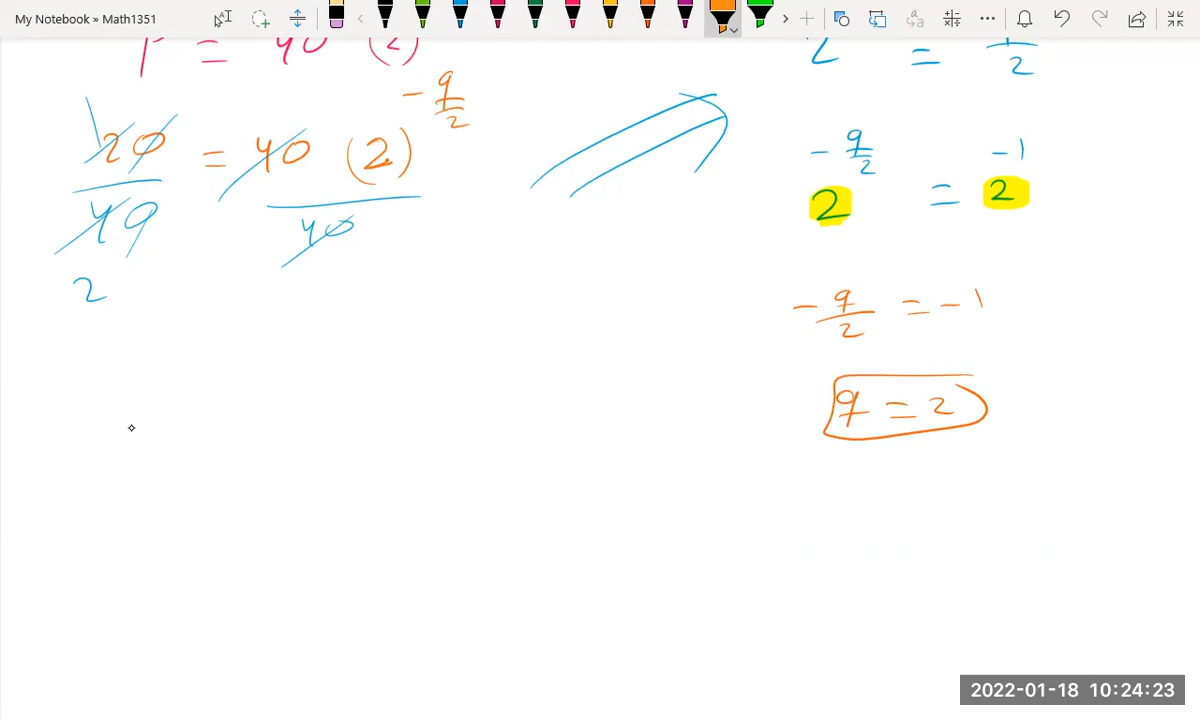 My Notebook » Math1351
p = 40 (2)
20/40 = 40 (2)^(-q/2) / 40
1
2
2 = 1/2
2^(-q/2) = 2^(-1)
-q/2 = -1
q = 2
2022-01-18 10:24:23